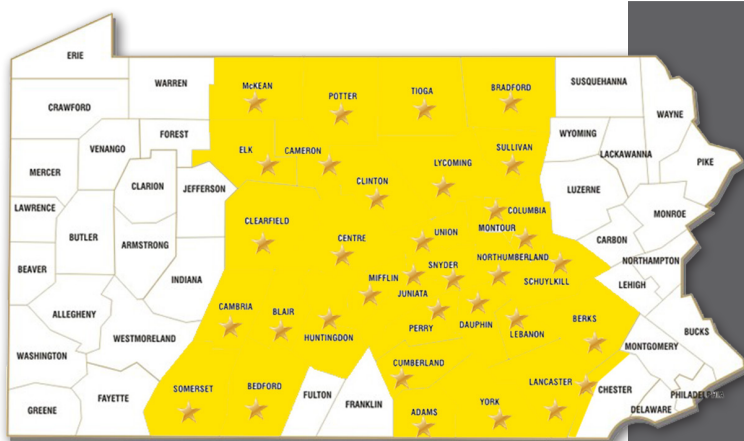 ERIE
WARREN
McKEAN
POTTER
TIOGA
BRADFORD
SUSQUEHANNA
CRAWFORD
WAYNE
FOREST
VENANGO
ELK
CAMERON
LYCOMING
SULLIVAN
WYOMING
LACKAWANNA
PIKE
MERCER
CLARION
JEFFERSON
CLINTON
LUZERNE
LAWRENCE
COLUMBIA
MONROE
CLEARFIELD
CENTRE
UNION
MONTOUR
CARBON
BUTLER
ARMSTRONG
NORTHUMBERLAND
NORTHAMPTON
BEAVER
INDIANA
MIFFLIN
SNYDER
SCHUYLKILL
LEHIGH
JUNIATA
ALLEGHENY
CAMBRIA
BLAIR
HUNTINGDON
PERRY
DAUPHIN
LEBANON
BERKS
BUCKS
WESTMORELAND
MONTGOMERY
WASHINGTON
CUMBERLAND
SOMERSET
BEDFORD
FULTON
LANCASTER
CHESTER
PHILADELPHIA
FAYETTE
FRANKLIN
YORK
GREENE
ADAMS
DELAWARE